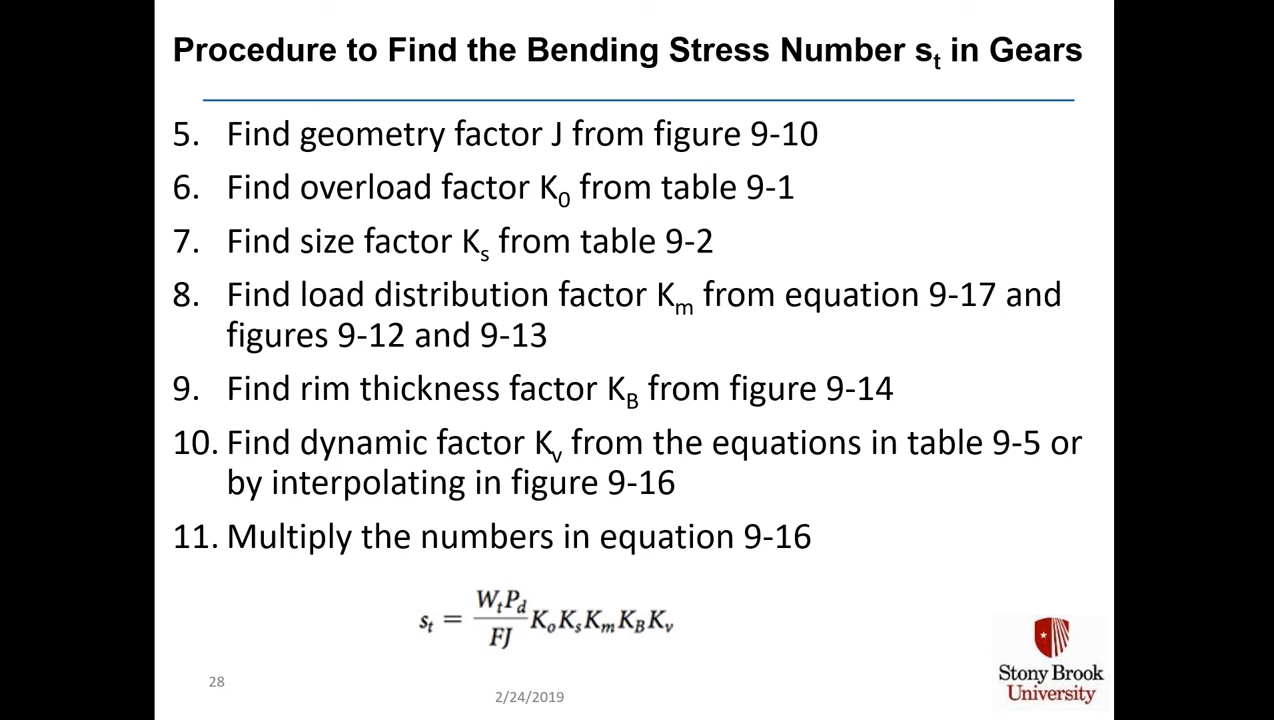 Procedure to Find the Bending Stress Number st in Gears
5. Find geometry factor J from figure 9-10
6. Find overload factor K0 from table 9-1
7. Find size factor Ks from table 9-2
8. Find load distribution factor Km from equation 9-17 and
figures 9-12 and 9-13
9. Find rim thickness factor KB from figure 9-14
10. Find dynamic factor Kv from the equations in table 9-5 or
by interpolating in figure 9-16
11. Multiply the numbers in equation 9-16
st = WtPd / FJ KoKsKmKBKv
28
2/24/2019
Stony Brook
University